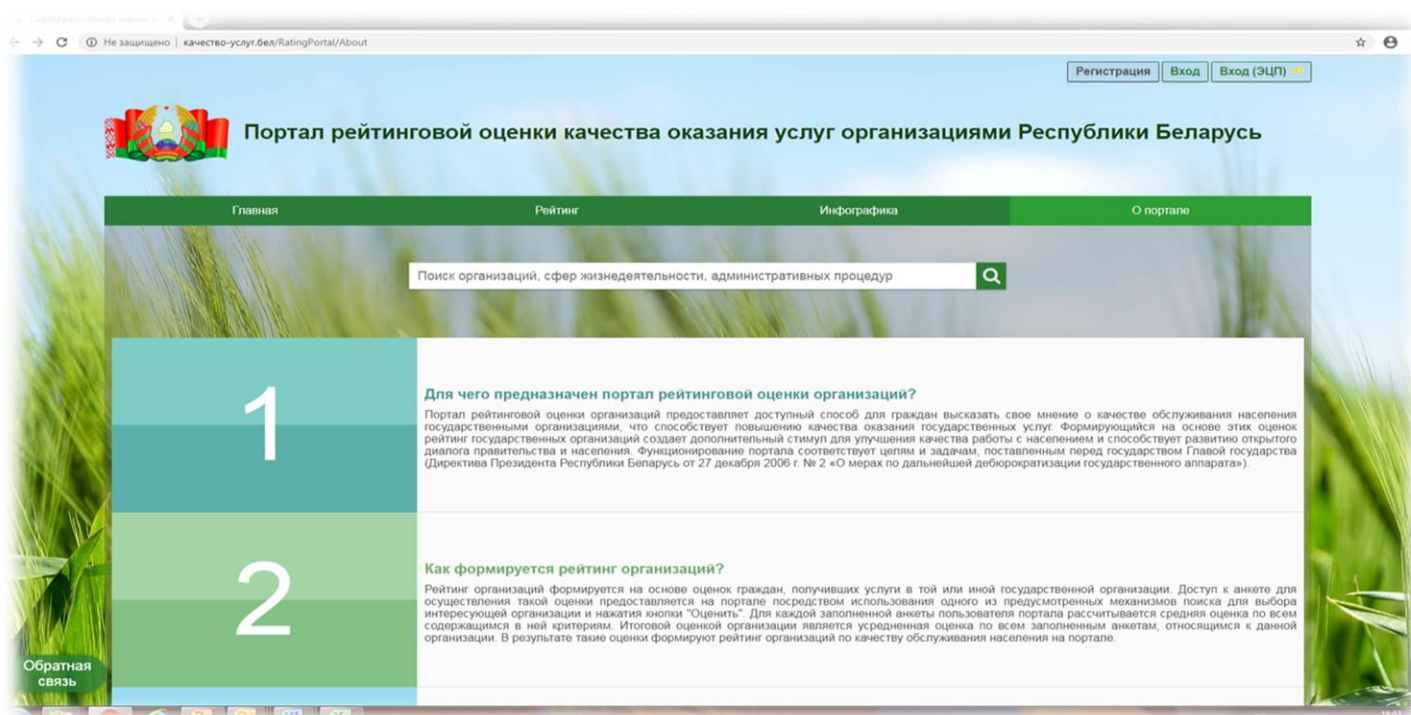 Не защищено | качество-услуг.бел/RatingPortal/About
Регистрация Вход Вход (ЭЦП)
Портал рейтинговой оценки качества оказания услуг организациями Республики Беларусь
Главная Рейтинг Инфографика О портале
Поиск организаций, сфер жизнедеятельности, административных процедур
1
Для чего предназначен портал рейтинговой оценки организаций?
Портал рейтинговой оценки организаций предоставляет доступный способ для граждан высказать свое мнение о качестве обслуживания населения
государственными организациями, что способствует повышению качества оказания государственных услуг. Формирующийся на основе этих оценок
рейтинг государственных организаций создает дополнительный стимул для улучшения качества работы с населением и способствует развитию открытого
диалога правительства и населения. Функционирование портала соответствует целям и задачам, поставленным перед государством Главой государства
(Директива Президента Республики Беларусь от 27 декабря 2006 г. № 2 «О мерах по дальнейшей дебюрократизации государственного аппарата»).
2
Как формируется рейтинг организаций?
Рейтинг организаций формируется на основе оценок граждан, получивших услуги в той или иной государственной организации. Доступ к анкете для
осуществления такой оценки предоставляется на портале посредством использования одного из предусмотренных механизмов поиска для выбора
интересующей организации и нажатия кнопки "Оценить". Для каждой заполненной анкеты пользователя портала рассчитывается средняя оценка по всем
содержащимся в ней критериям. Итоговой оценкой организации является усредненная оценка по всем заполненным анкетам, относящимся к данной
организации. В результате такие оценки формируют рейтинг организаций по качеству обслуживания населения на портале.
Обратная
связь